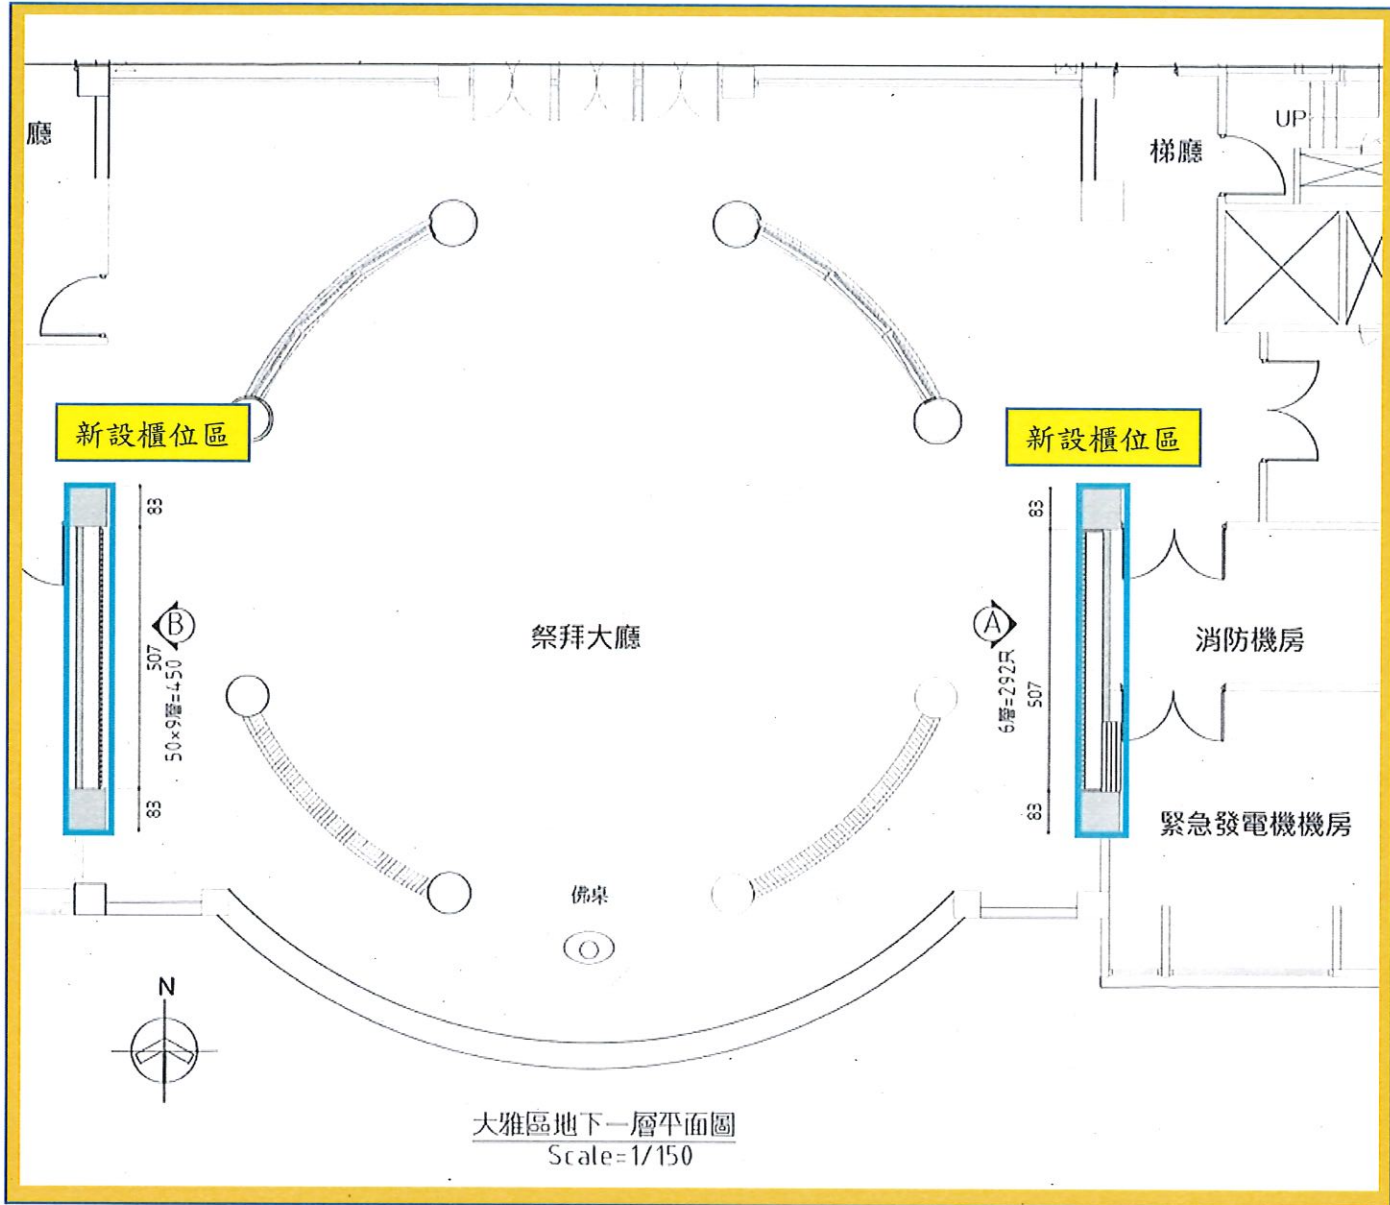 廳
UP
梯廳
新設櫃位區
新設櫃位區
83
83
B
507
50×9層=450
祭拜大廳
A
6層=292尺
507
消防機房
83
83
緊急發電機機房
佛桌
N
大雅區地下一層平面圖
Scale=1/150